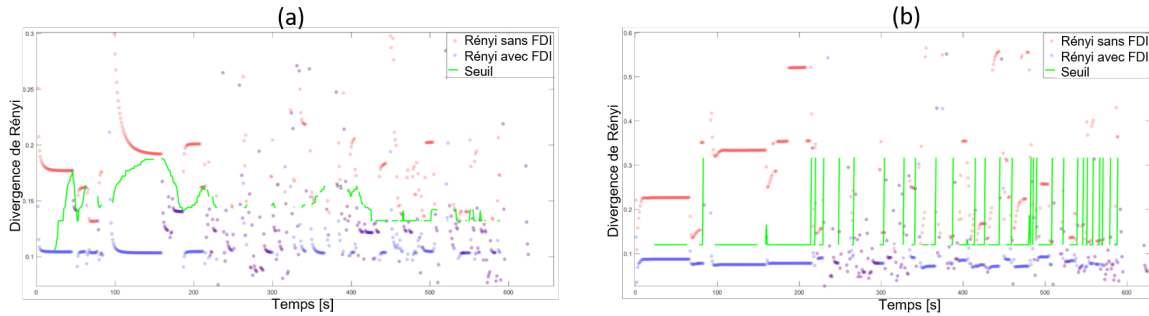 (a)
0.3
0.25
0.2
0.15
0.1
Divergence de Rényi
0
100
200
300
400
500
600
Temps [s]
Rényi sans FDI
Rényi avec FDI
Seuil
(b)
0.6
0.5
0.4
0.3
0.2
0.1
Divergence de Rényi
0
100
200
300
400
500
600
Temps [s]
Rényi sans FDI
Rényi avec FDI
Seuil